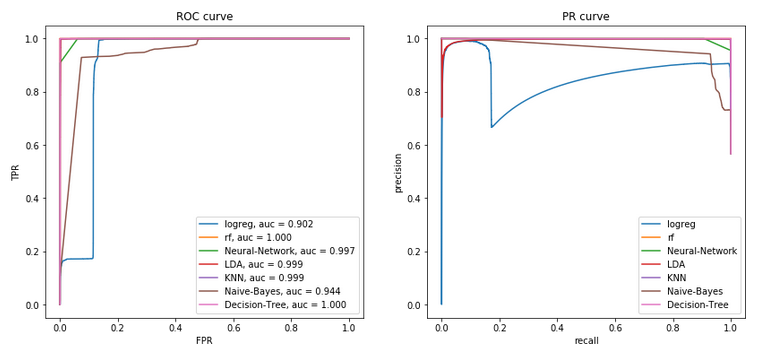 ROC curve
1.0
0.8
0.6
0.4
0.2
0.0
TPR
0.0
0.2
0.4
0.6
0.8
1.0
FPR
logreg, auc = 0.902
rf, auc = 1.000
Neural-Network, auc = 0.997
LDA, auc = 0.999
KNN, auc = 0.999
Naive-Bayes, auc = 0.944
Decision-Tree, auc = 1.000
PR curve
1.0
0.8
0.6
0.4
0.2
0.0
precision
0.0
0.2
0.4
0.6
0.8
1.0
recall
logreg
rf
Neural-Network
LDA
KNN
Naive-Bayes
Decision-Tree